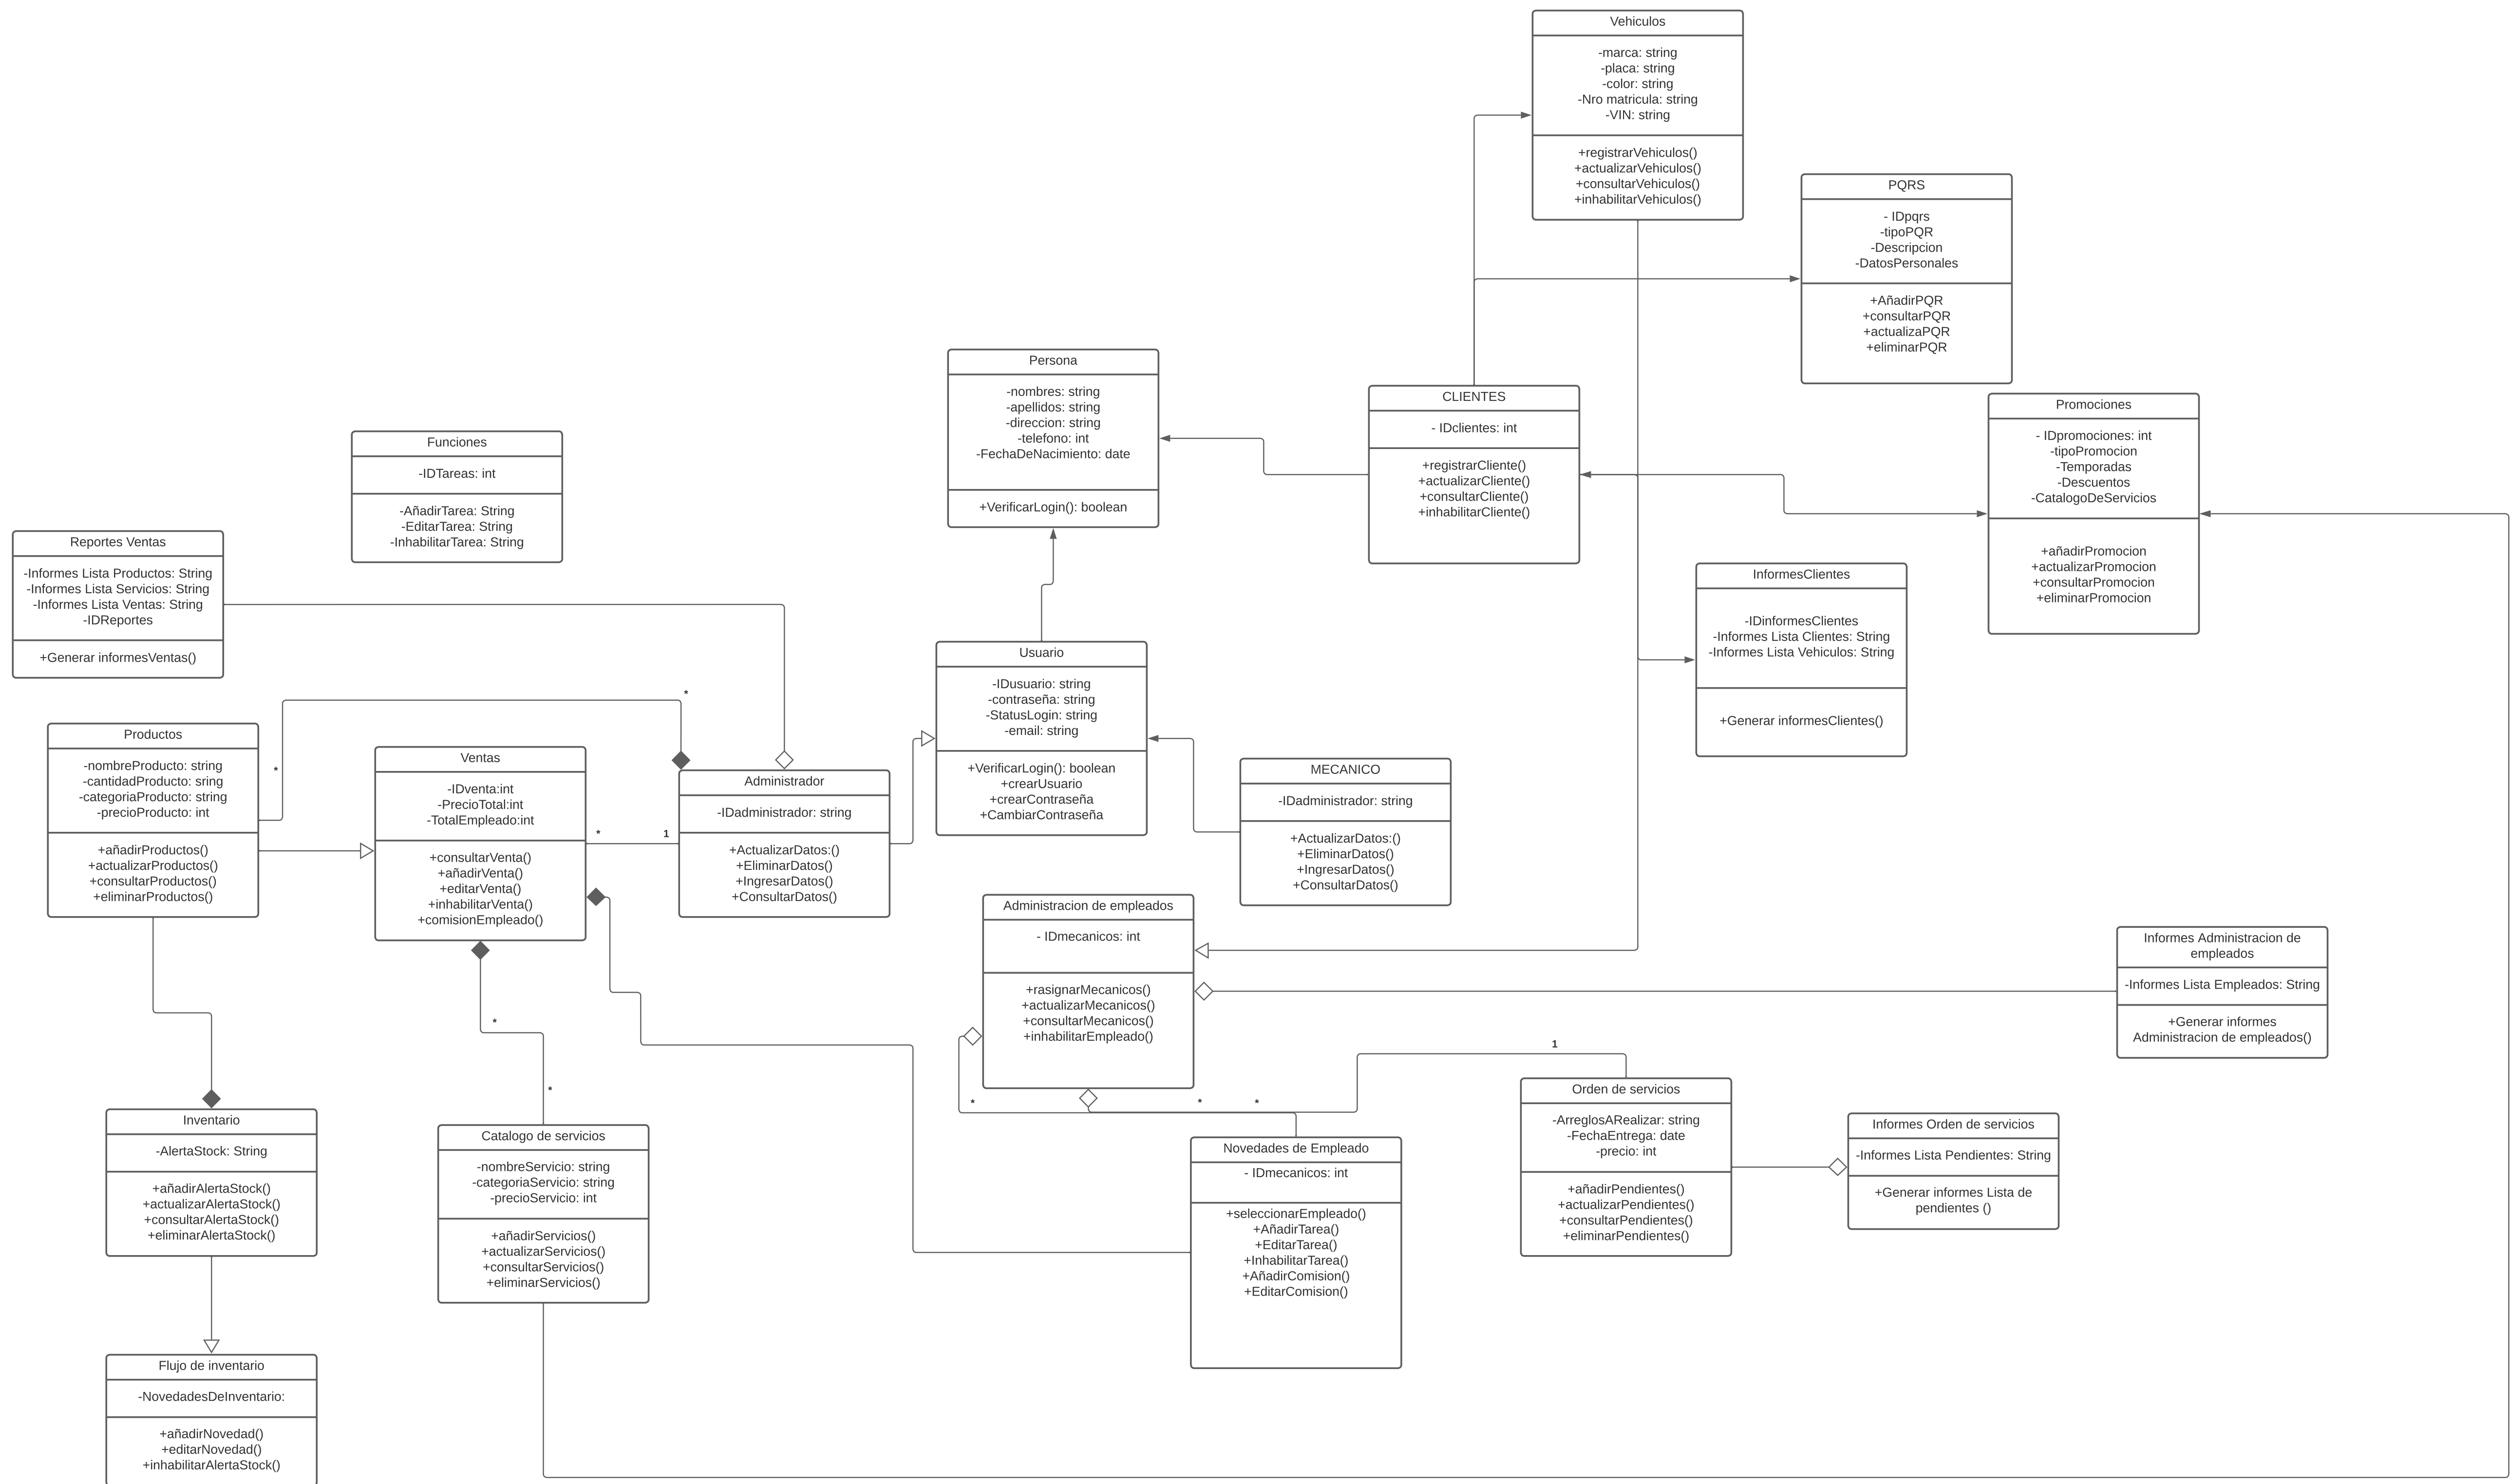 Vehiculos
-marca: string
-placa: string
-color: string
-Nro matricula: string
-VIN: string
+registrarVehiculos()
+actualizarVehiculos()
+consultarVehiculos()
+inhabilitarVehiculos()
PQRS
- IDpqrs
-tipoPQR
-Descripcion
-DatosPersonales
+AñadirPQR
+consultarPQR
+actualizaPQR
+eliminarPQR
Persona
-nombres: string
-apellidos: string
-direccion: string
-telefono: int
-FechaDeNacimiento: date
+VerificarLogin(): boolean
CLIENTES
- IDclientes: int
+registrarCliente()
+actualizarCliente()
+consultarCliente()
+inhabilitarCliente()
Promociones
- IDpromociones: int
-tipoPromocion
-Temporadas
-Descuentos
-CatalogoDeServicios
+añadirPromocion
+actualizarPromocion
+consultarPromocion
+eliminarPromocion
Funciones
-IDTareas: int
-AñadirTarea: String
-EditarTarea: String
-InhabilitarTarea: String
Reportes Ventas
-Informes Lista Productos: String
-Informes Lista Servicios: String
-Informes Lista Ventas: String
-IDReportes
+Generar informesVentas()
InformesClientes
-IDinformesClientes
-Informes Lista Clientes: String
-Informes Lista Vehiculos: String
+Generar informesClientes()
Usuario
-IDusuario: string
-contraseña: string
-StatusLogin: string
-email: string
+VerificarLogin(): boolean
+crearUsuario
+crearContraseña
+CambiarContraseña
*
*
Productos
-nombreProducto: string
-cantidadProducto: sring
-categoriaProducto: string
-precioProducto: int
+añadirProductos()
+actualizarProductos()
+consultarProductos()
+eliminarProductos()
Ventas
-IDventa:int
-PrecioTotal:int
-TotalEmpleado:int
+consultarVenta()
+añadirVenta()
+editarVenta()
+inhabilitarVenta()
+comisionEmpleado()
*
1
Administrador
-IDadministrador: string
+ActualizarDatos:()
+EliminarDatos()
+IngresarDatos()
+ConsultarDatos()
MECANICO
-IDadministrador: string
+ActualizarDatos:()
+EliminarDatos()
+IngresarDatos()
+ConsultarDatos()
Administracion de empleados
- IDmecanicos: int
+rasignarMecanicos()
+actualizarMecanicos()
+consultarMecanicos()
+inhabilitarEmpleado()
Informes Administracion de
empleados
-Informes Lista Empleados: String
+Generar informes
Administracion de empleados()
*
*
*
*
*
1
Inventario
-AlertaStock: String
+añadirAlertaStock()
+actualizarAlertaStock()
+consultarAlertaStock()
+eliminarAlertaStock()
Catalogo de servicios
-nombreServicio: string
-categoriaServicio: string
-precioServicio: int
+añadirServicios()
+actualizarServicios()
+consultarServicios()
+eliminarServicios()
Novedades de Empleado
- IDmecanicos: int
+seleccionarEmpleado()
+AñadirTarea()
+EditarTarea()
+InhabilitarTarea()
+AñadirComision()
+EditarComision()
Orden de servicios
-ArreglosARealizar: string
-FechaEntrega: date
-precio: int
+añadirPendientes()
+actualizarPendientes()
+consultarPendientes()
+eliminarPendientes()
Informes Orden de servicios
-Informes Lista Pendientes: String
+Generar informes Lista de
pendientes ()
Flujo de inventario
-NovedadesDeInventario:
+añadirNovedad()
+editarNovedad()
+inhabilitarAlertaStock()